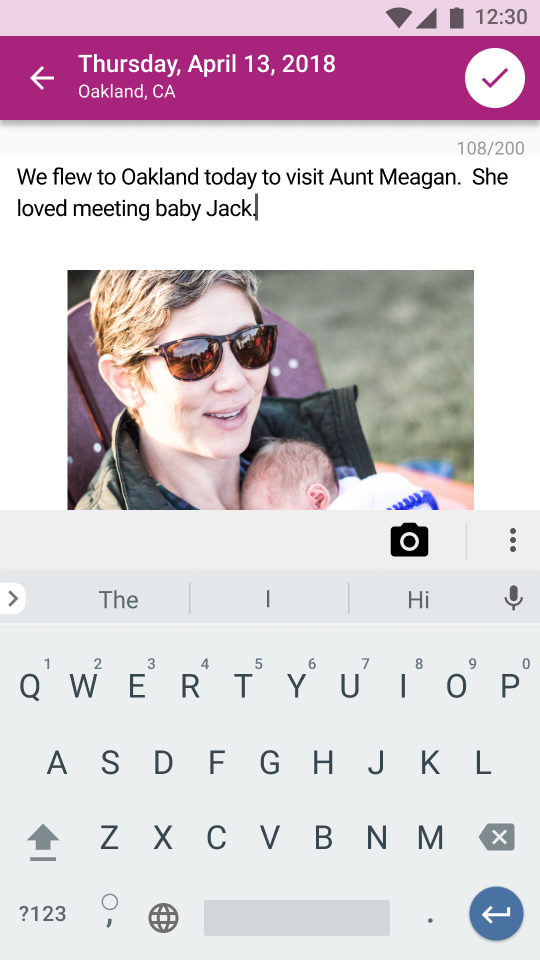 12:30
Thursday, April 13, 2018
Oakland, CA
108/200
We flew to Oakland today to visit Aunt Meagan.  She
loved meeting baby Jack.
The I Hi
1 2 3 4 5 6 7 8 9 0
Q W E R T Y U I O P
A S D F G H J K L
Z X C V B N M
?123 , .